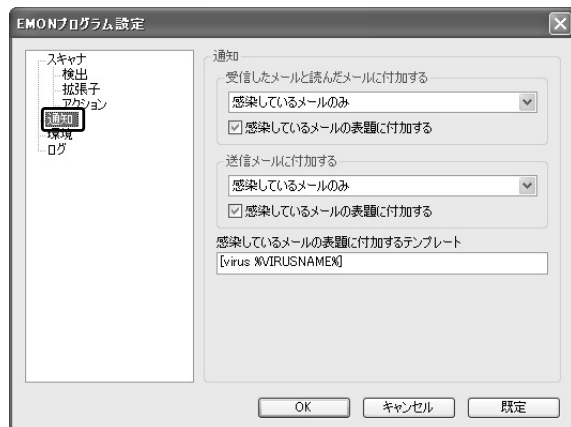 EMONプログラム設定
スキャナ
検出
拡張子
アクション
通知
環境
ログ
通知
受信したメールと読んだメールに付加する
感染しているメールのみ
感染しているメールの表題に付加する
送信メールに付加する
感染しているメールのみ
感染しているメールの表題に付加する
感染しているメールの表題に付加するテンプレート
[virus %VIRUSNAME%]
OK
キャンセル
既定